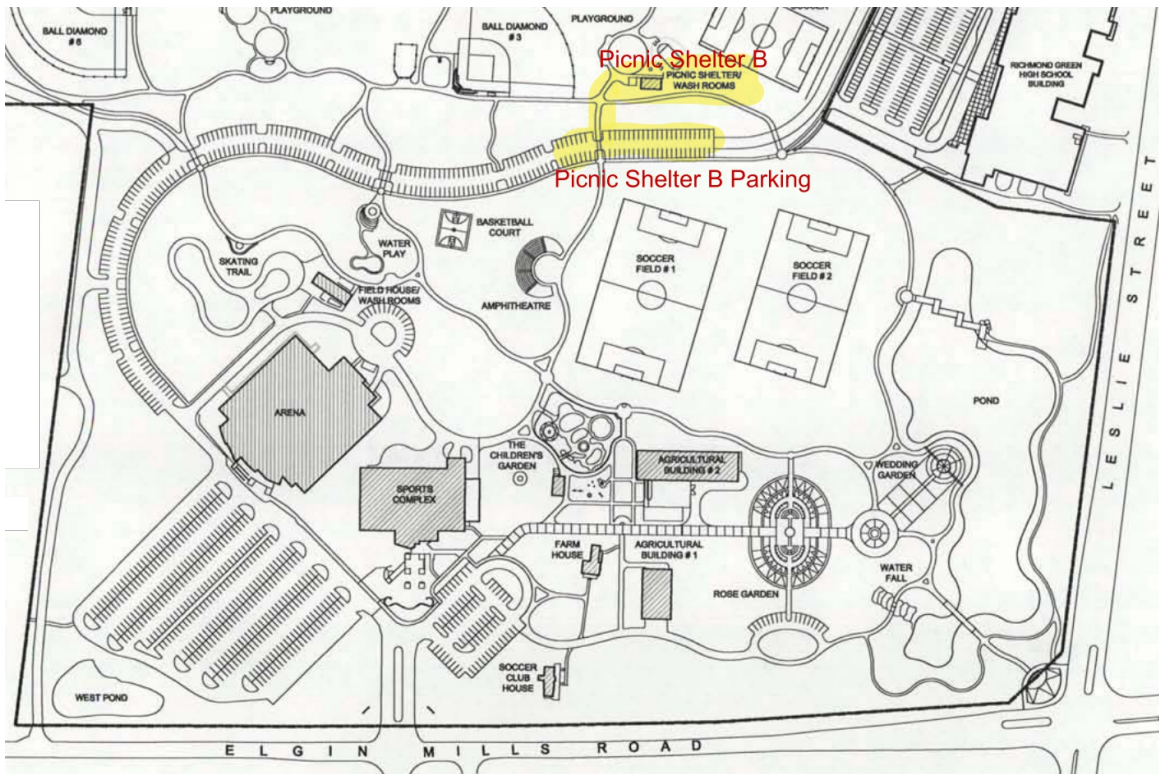 PLAYGROUND
BALL DIAMOND
# 6
BALL DIAMOND
# 3
PLAYGROUND
SOCCER
Picnic Shelter B
PICNIC SHELTER/
WASH ROOMS
RICHMOND GREEN
HIGH SCHOOL
BUILDING
Picnic Shelter B Parking
BASKETBALL
COURT
WATER
PLAY
SKATING
TRAIL
FIELD HOUSE/
WASH ROOMS
AMPHITHEATRE
SOCCER
FIELD # 1
SOCCER
FIELD # 2
LESLIE STREET
ARENA
POND
THE
CHILDREN'S
GARDEN
AGRICULTURAL
BUILDING # 2
WEDDING
GARDEN
SPORTS
COMPLEX
FARM
HOUSE
AGRICULTURAL
BUILDING # 1
WATER
FALL
ROSE GARDEN
SOCCER
CLUB
HOUSE
WEST POND
ELGIN MILLS ROAD